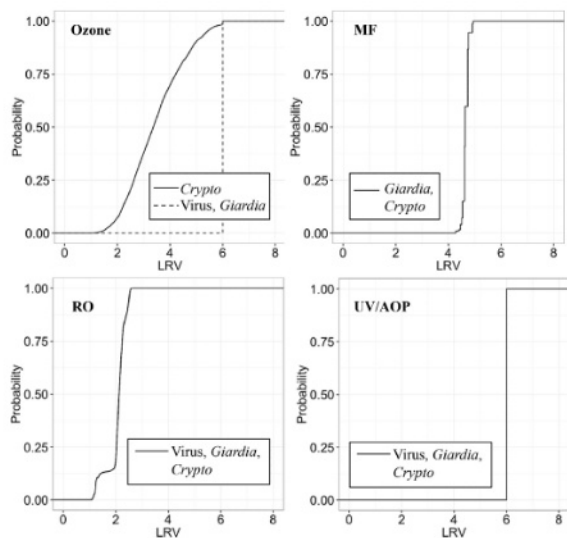 Ozone
Probability
1.00
0.75
0.50
0.25
0.00
Crypto
Virus, Giardia
0 2 4 6 8
LRV
MF
Probability
1.00
0.75
0.50
0.25
0.00
Giardia,
Crypto
0 2 4 6 8
LRV
RO
Probability
1.00
0.75
0.50
0.25
0.00
Virus, Giardia,
Crypto
0 2 4 6 8
LRV
UV/AOP
Probability
1.00
0.75
0.50
0.25
0.00
Virus, Giardia,
Crypto
0 2 4 6 8
LRV